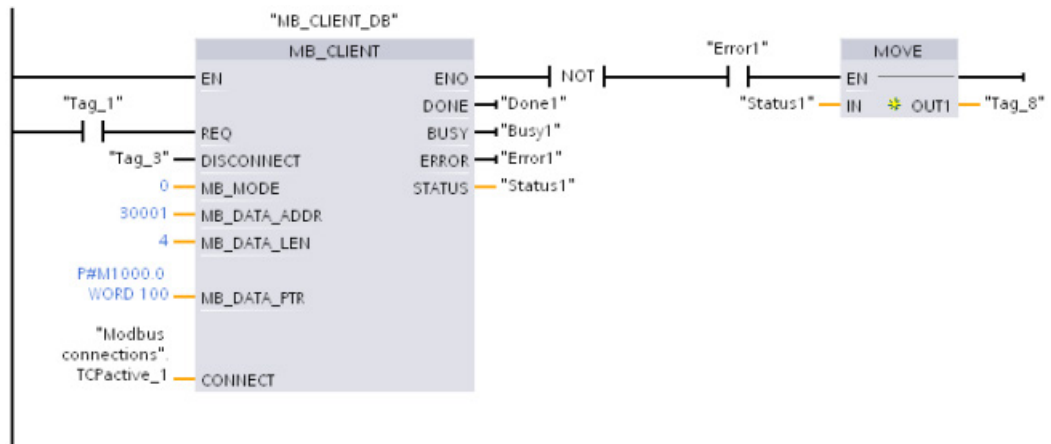 "MB_CLIENT_DB"
MB_CLIENT
"Error1"
MOVE
EN
ENO
NOT
EN
"Tag_1"
DONE
"Done1"
"Status1"
IN
OUT1
"Tag_8"
REQ
BUSY
"Busy1"
"Tag_3"
DISCONNECT
ERROR
"Error1"
0
MB_MODE
STATUS
"Status1"
30001
MB_DATA_ADDR
4
MB_DATA_LEN
P#M1000.0
WORD 100
MB_DATA_PTR
"Modbus
connections".
TCPactive_1
CONNECT